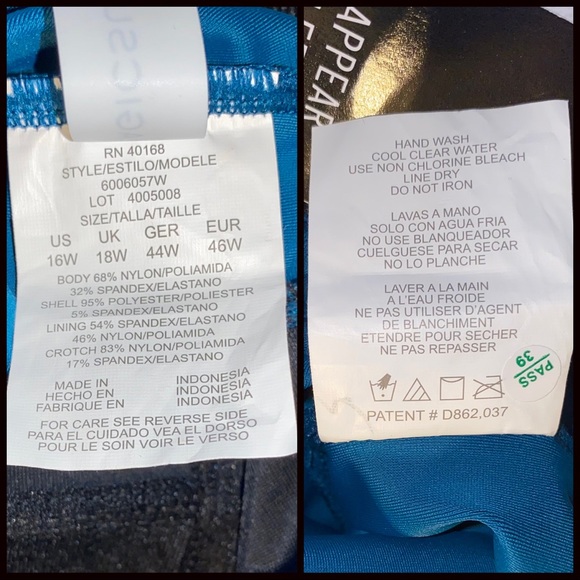 RN 40168
STYLE/ESTILO/MODELE
6006057W
LOT 4005008
SIZE/TALLA/TAILLE
US UK GER EUR
16W 18W 44W 46W
BODY 68% NYLON/POLIAMIDA
32% SPANDEX/ELASTANO
SHELL 95% POLYESTER/POLIESTER
5% SPANDEX/ELASTANO
LINING 54% SPANDEX/ELASTANO
46% NYLON/POLIAMIDA
CROTCH 83% NYLON/POLIAMIDA
17% SPANDEX/ELASTANO
MADE IN INDONESIA
HECHO EN INDONESIA
FABRIQUE EN INDONESIA
FOR CARE SEE REVERSE SIDE
PARA EL CUIDADO VEA EL DORSO
POUR LE SOIN VOIR LE VERSO
APPEAR
HAND WASH
COOL CLEAR WATER
USE NON CHLORINE BLEACH
LINE DRY
DO NOT IRON
LAVAS A MANO
SOLO CON AGUA FRIA
NO USE BLANQUEADOR
CUELGUESE PARA SECAR
NO LO PLANCHE
LAVER A LA MAIN
A L'EAU FROIDE
NE PAS UTILISER D'AGENT
DE BLANCHIMENT
ETENDRE POUR SECHER
NE PAS REPASSER
PASS
39
PATENT # D862,037